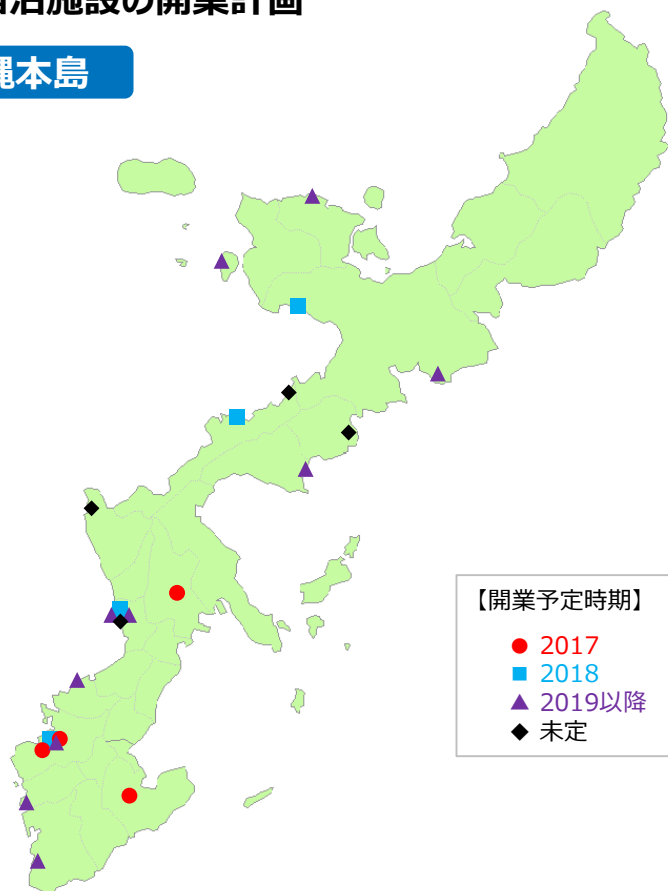 泊施設の開業計画
縄本島
【開業予定時期】
● 2017
■ 2018
▲ 2019以降
◆ 未定